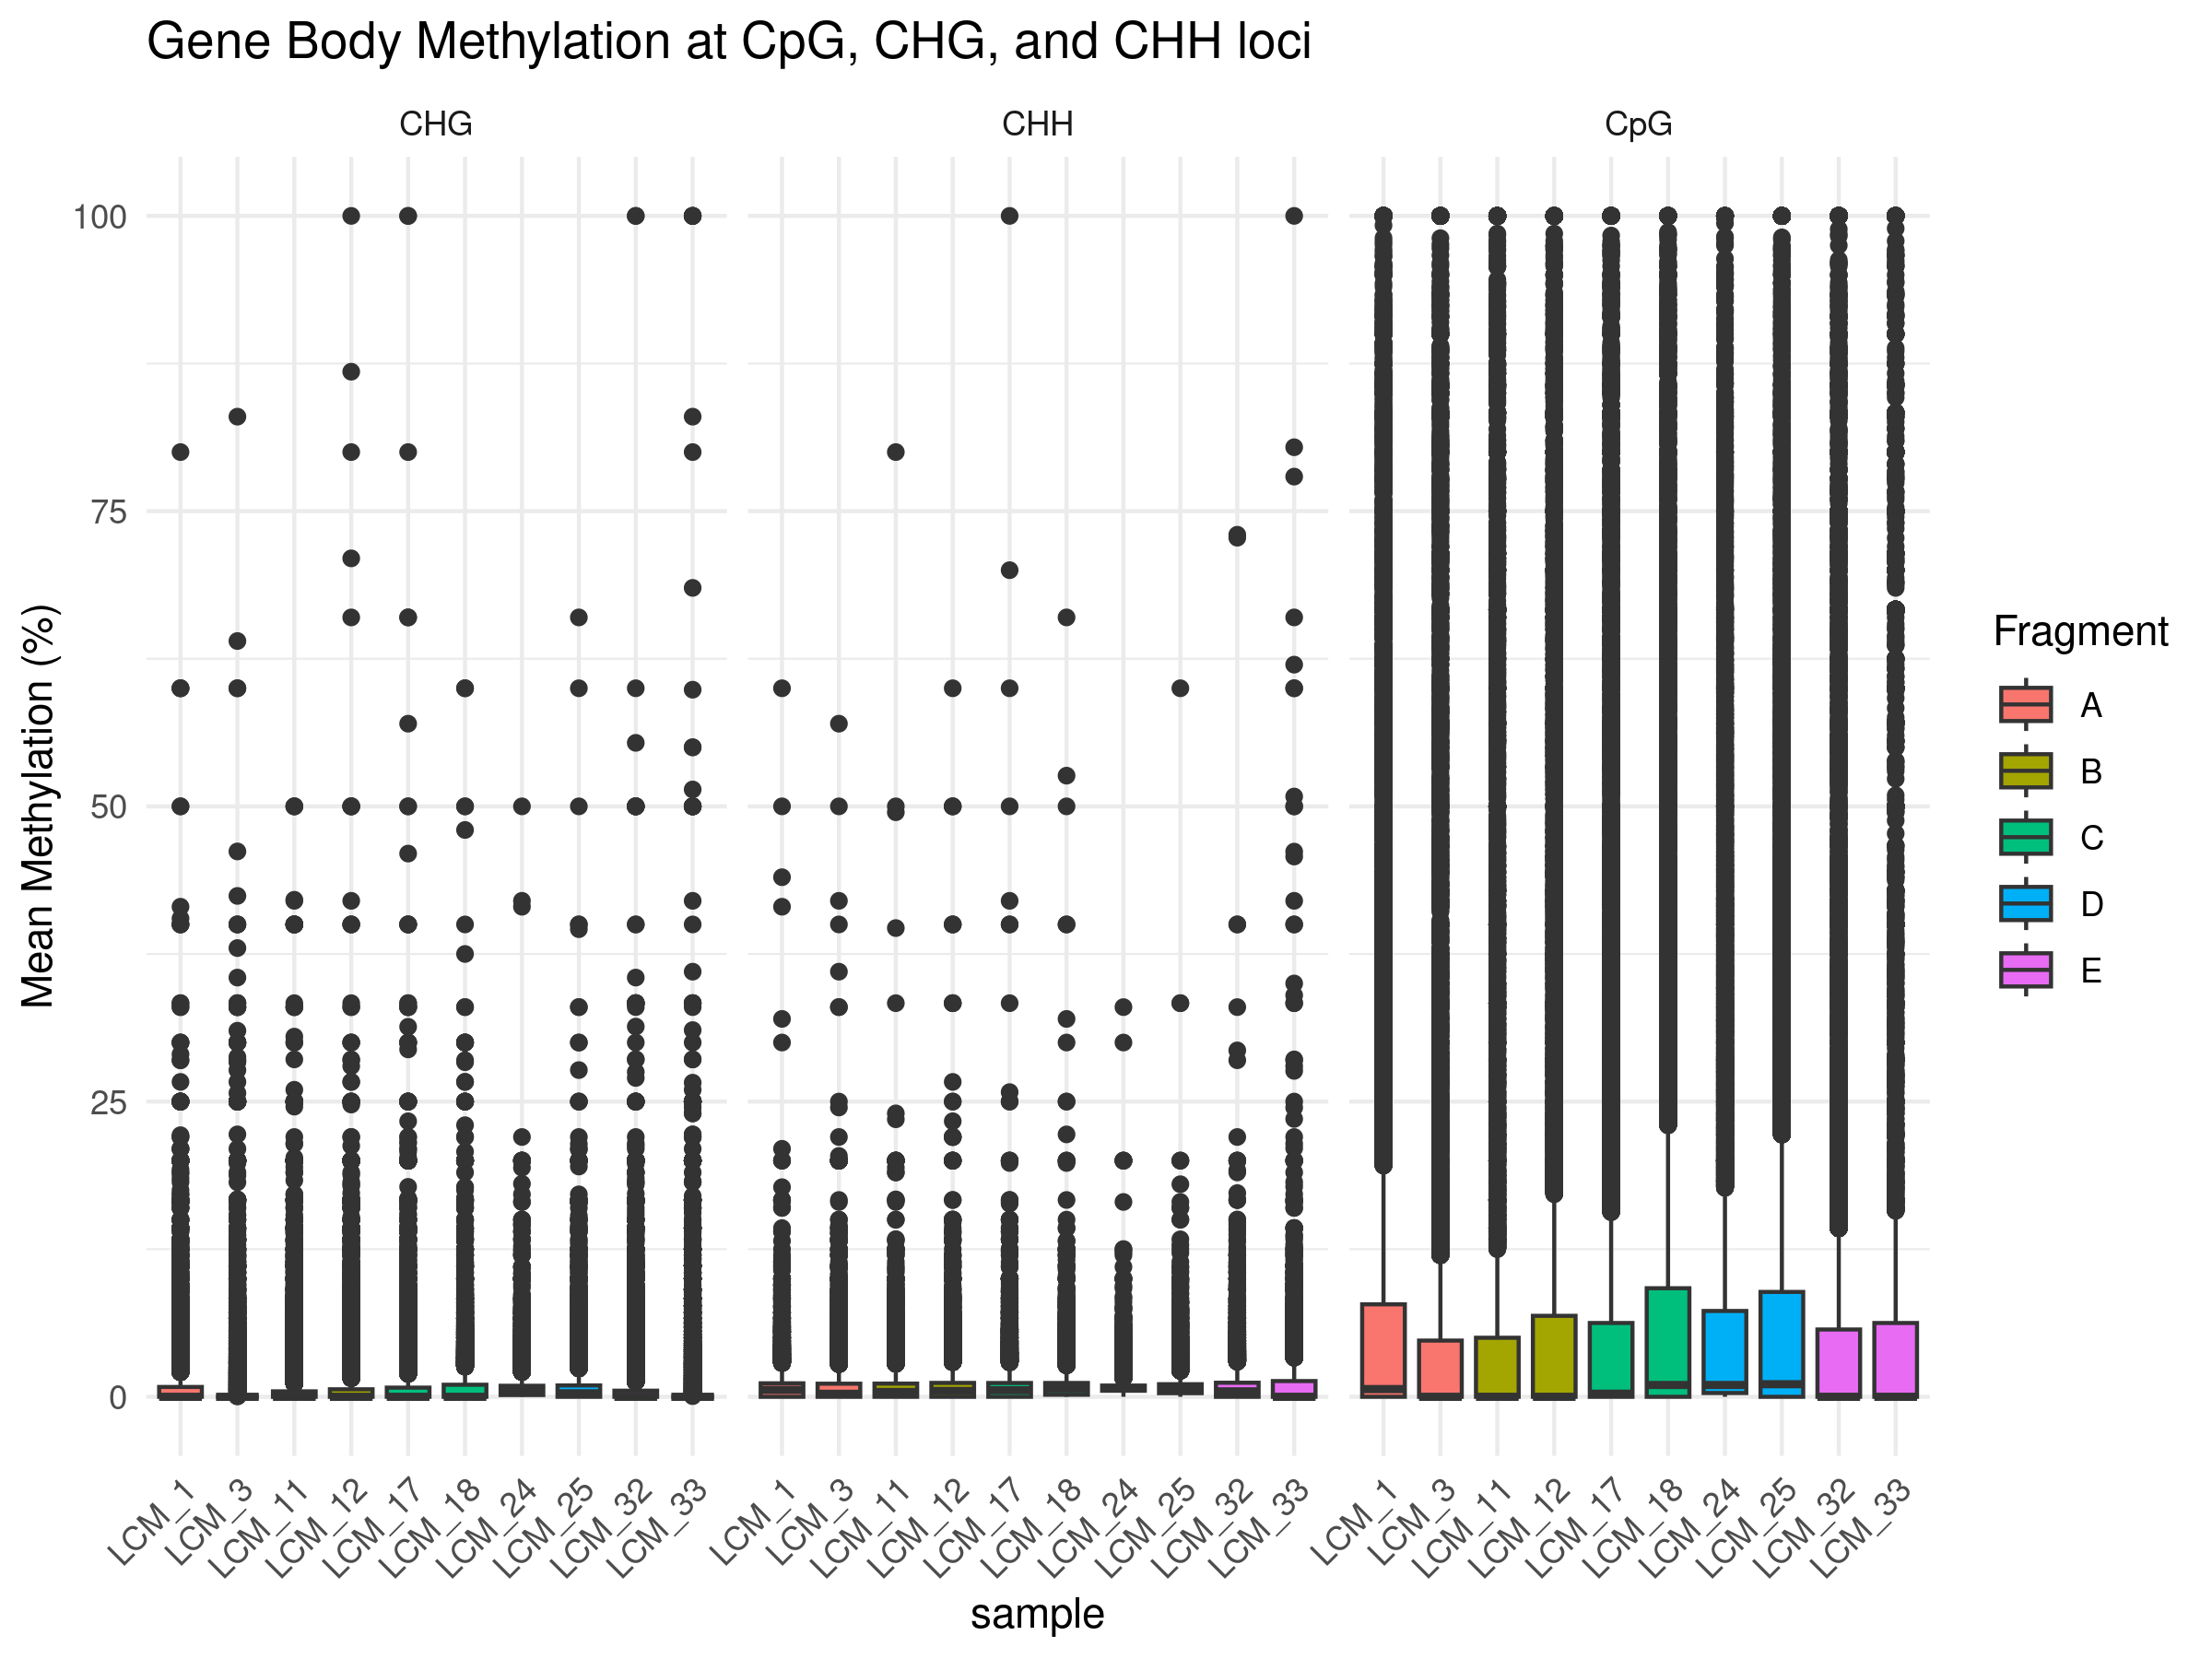 Gene Body Methylation at CpG, CHG, and CHH loci
CHG
CHH
CpG
Mean Methylation (%)
100
75
50
25
0
LCM_1
LCM_3
LCM_11
LCM_12
LCM_17
LCM_18
LCM_24
LCM_25
LCM_32
LCM_33
LCM_1
LCM_3
LCM_11
LCM_12
LCM_17
LCM_18
LCM_24
LCM_25
LCM_32
LCM_33
LCM_1
LCM_3
LCM_11
LCM_12
LCM_17
LCM_18
LCM_24
LCM_25
LCM_32
LCM_33
sample
Fragment
A
B
C
D
E